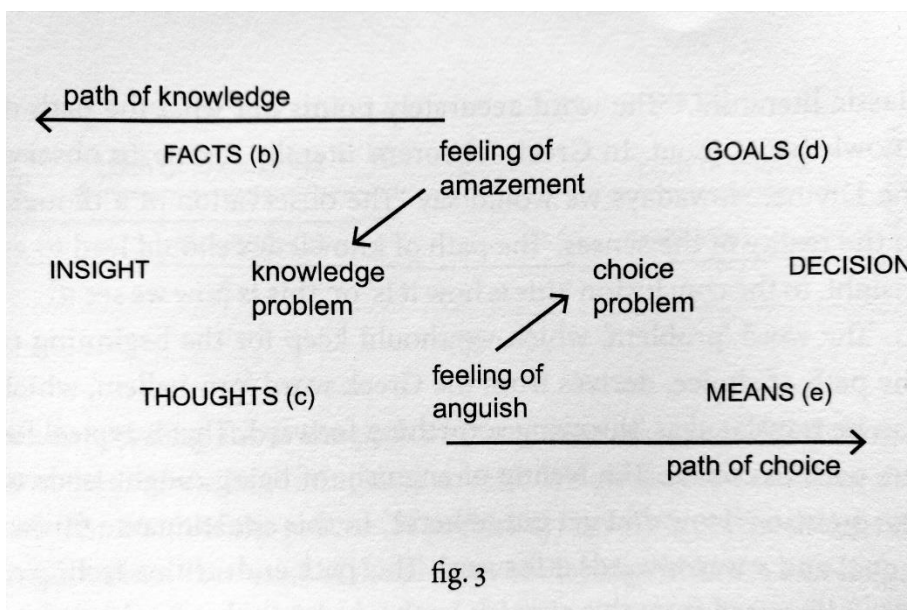 path of knowledge
FACTS (b)
feeling of
amazement
GOALS (d)
INSIGHT
knowledge
problem
choice
problem
DECISION
THOUGHTS (c)
feeling of
anguish
MEANS (e)
path of choice
fig. 3